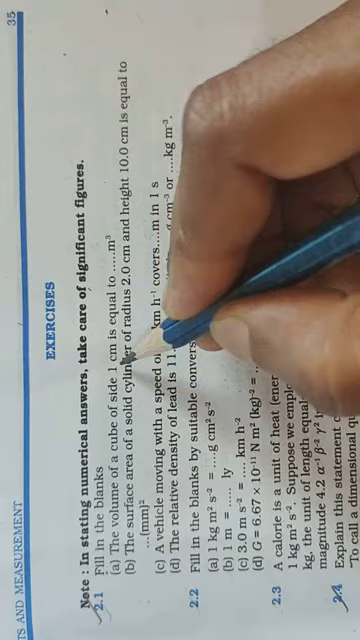 TS AND MEASUREMENT
35
EXERCISES
Note : In stating numerical answers, take care of significant figures.
2.1 Fill in the blanks
(a) The volume of a cube of side 1 cm is equal to .....m³
(b) The surface area of a solid cylinder of radius 2.0 cm and height 10.0 cm is equal to
...(mm)²
(c) A vehicle moving with a speed of km h⁻¹ covers....m in 1 s
(d) The relative density of lead is 11. g cm⁻³ or ....kg m⁻³.
2.2 Fill in the blanks by suitable convers
(a) 1 kg m² s⁻² = ....g cm² s⁻²
(b) 1 m = ..... ly
(c) 3.0 m s⁻² = .... km h⁻²
(d) G = 6.67 × 10⁻¹¹ N m² (kg)⁻² = ..
2.3 A calorie is a unit of heat (ener
1 kg m² s⁻². Suppose we emplo
kg, the unit of length equal
magnitude 4.2 α⁻¹ β⁻² γ² i
2.4 Explain this statement c
To call a dimensional qu